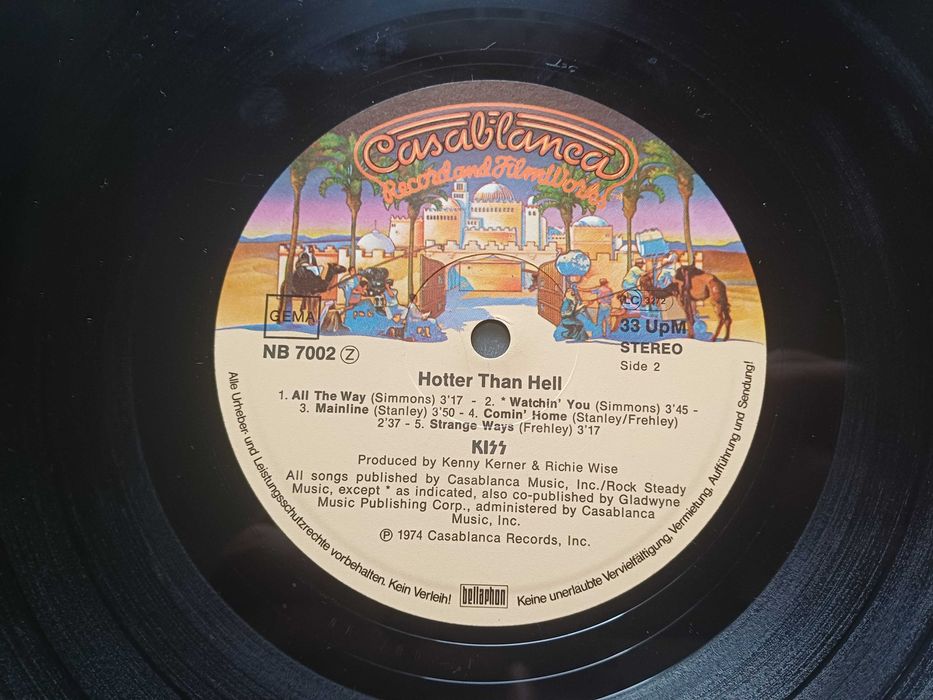 Casablanca
Record and FilmWorks
TM
GEMA
LC 3272
NB 7002 Z
33 UpM
STEREO
Side 2
Hotter Than Hell
1. All The Way (Simmons) 3'17 - 2. * Watchin' You (Simmons) 3'45 -
3. Mainline (Stanley) 3'50 - 4. Comin' Home (Stanley/Frehley)
2'37 - 5. Strange Ways (Frehley) 3'17
KISS
Produced by Kenny Kerner & Richie Wise
All songs published by Casablanca Music, Inc./Rock Steady
Music, except * as indicated, also co-published by Gladwyne
Music Publishing Corp., administered by Casablanca
Music, Inc.
Ⓟ 1974 Casablanca Records, Inc.
Alle Urheber- und Leistungsschutzrechte vorbehalten. Kein Verleih!
bellaphon
Keine unerlaubte Vervielfältigung, Vermietung, Aufführung und Sendung!